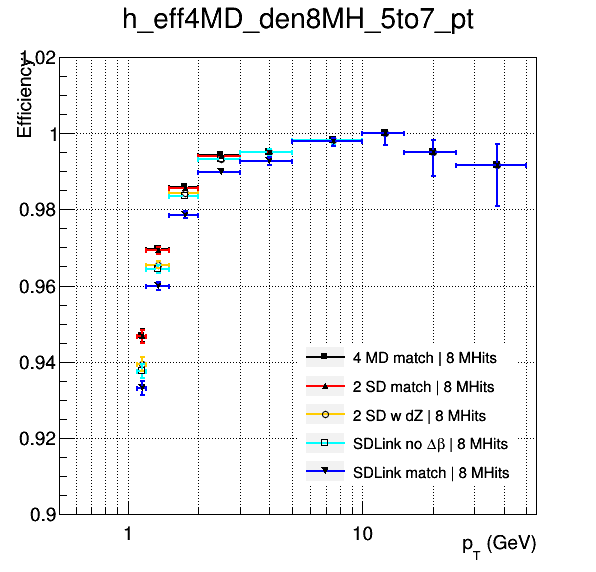 h_eff4MD_den8MH_5to7_pt
Efficiency
1.02
1
0.98
0.96
0.94
0.92
0.9
4 MD match | 8 MHits
2 SD match | 8 MHits
2 SD w dZ | 8 MHits
SDLink no Δβ | 8 MHits
SDLink match | 8 MHits
1
10
p_T (GeV)